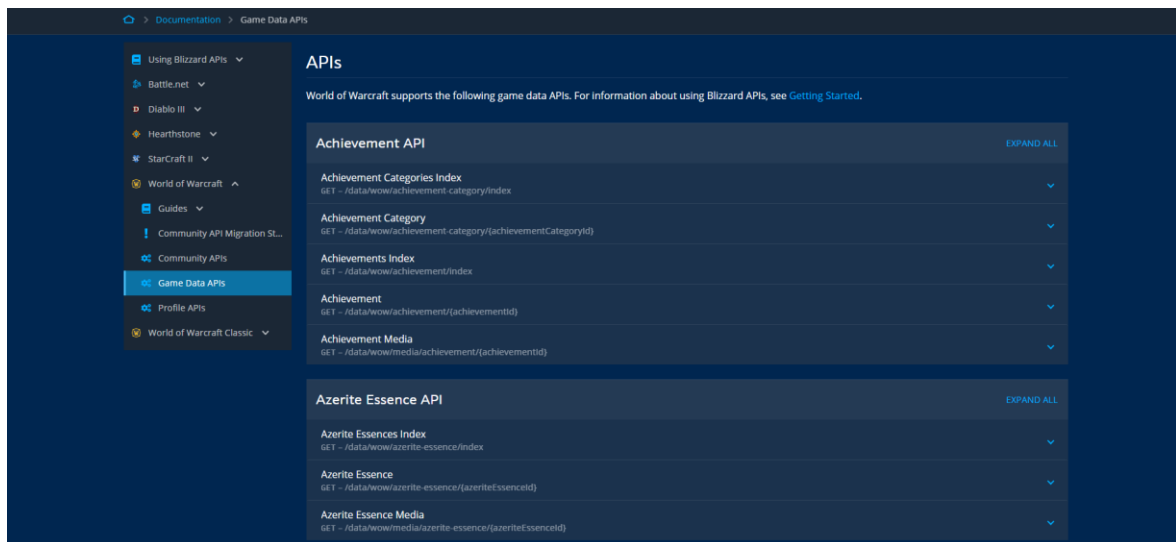 > Documentation > Game Data APIs
Using Blizzard APIs
Battle.net
Diablo III
Hearthstone
StarCraft II
World of Warcraft
Guides
Community API Migration St...
Community APIs
Game Data APIs
Profile APIs
World of Warcraft Classic
APIs
World of Warcraft supports the following game data APIs. For information about using Blizzard APIs, see Getting Started.
Achievement API EXPAND ALL
Achievement Categories Index
GET – /data/wow/achievement-category/index
Achievement Category
GET – /data/wow/achievement-category/{achievementCategoryId}
Achievements Index
GET – /data/wow/achievement/index
Achievement
GET – /data/wow/achievement/{achievementId}
Achievement Media
GET – /data/wow/media/achievement/{achievementId}
Azerite Essence API EXPAND ALL
Azerite Essences Index
GET – /data/wow/azerite-essence/index
Azerite Essence
GET – /data/wow/azerite-essence/{azeriteEssenceId}
Azerite Essence Media
GET – /data/wow/media/azerite-essence/{azeriteEssenceId}